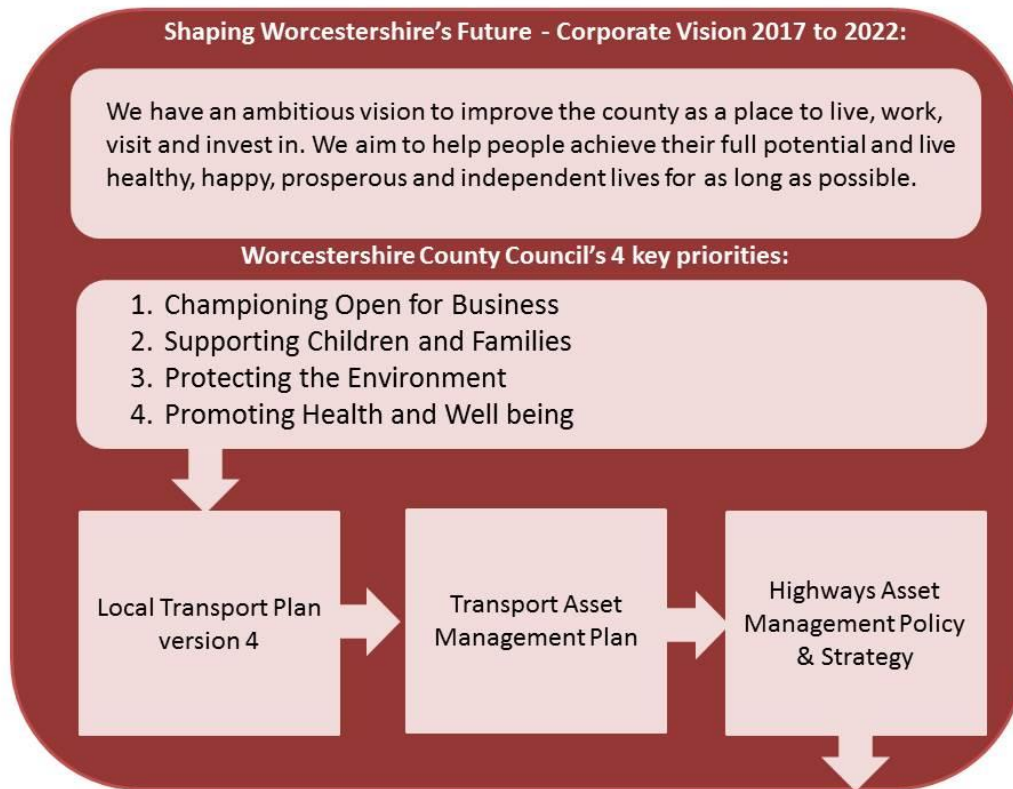 Shaping Worcestershire's Future - Corporate Vision 2017 to 2022:
We have an ambitious vision to improve the county as a place to live, work,
visit and invest in. We aim to help people achieve their full potential and live
healthy, happy, prosperous and independent lives for as long as possible.
Worcestershire County Council's 4 key priorities:
1. Championing Open for Business
2. Supporting Children and Families
3. Protecting the Environment
4. Promoting Health and Well being
Local Transport Plan
version 4
Transport Asset
Management Plan
Highways Asset
Management Policy
& Strategy